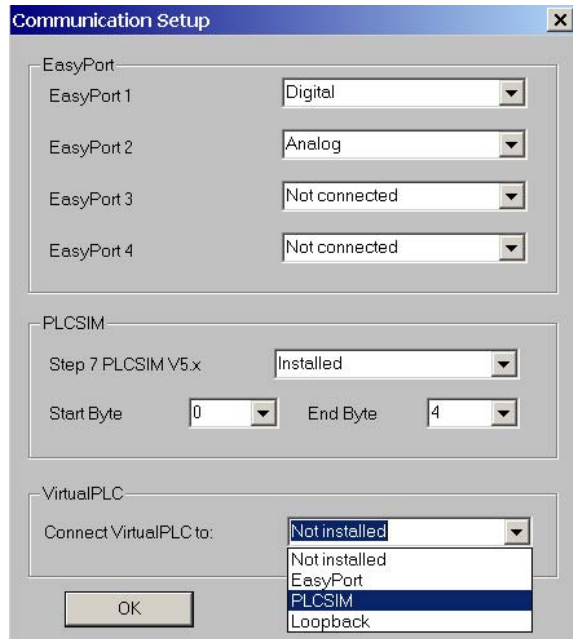 Communication Setup
EasyPort
EasyPort 1 Digital
EasyPort 2 Analog
EasyPort 3 Not connected
EasyPort 4 Not connected
PLCSIM
Step 7 PLCSIM V5.x Installed
Start Byte 0 End Byte 4
VirtualPLC
Connect VirtualPLC to: Not installed
Not installed
EasyPort
PLCSIM
Loopback
OK